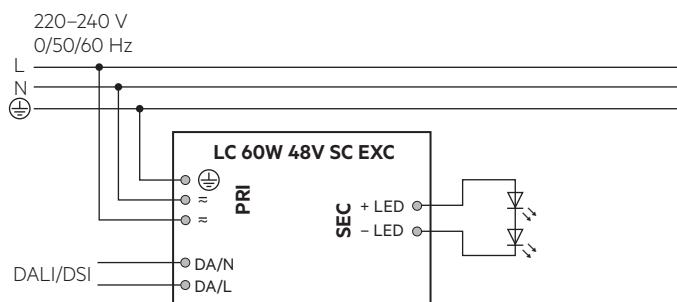 220–240 V
0/50/60 Hz
L
N
LC 60W 48V SC EXC
PRI
≂
≂
SEC
+ LED
– LED
DALI/DSI
DA/N
DA/L